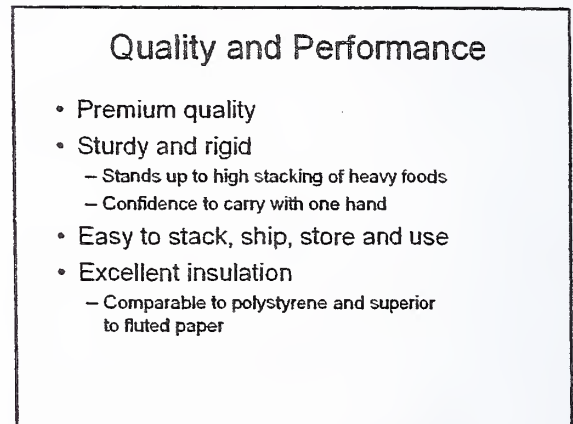 Quality and Performance
• Premium quality
• Sturdy and rigid
– Stands up to high stacking of heavy foods
– Confidence to carry with one hand
• Easy to stack, ship, store and use
• Excellent insulation
– Comparable to polystyrene and superior
to fluted paper